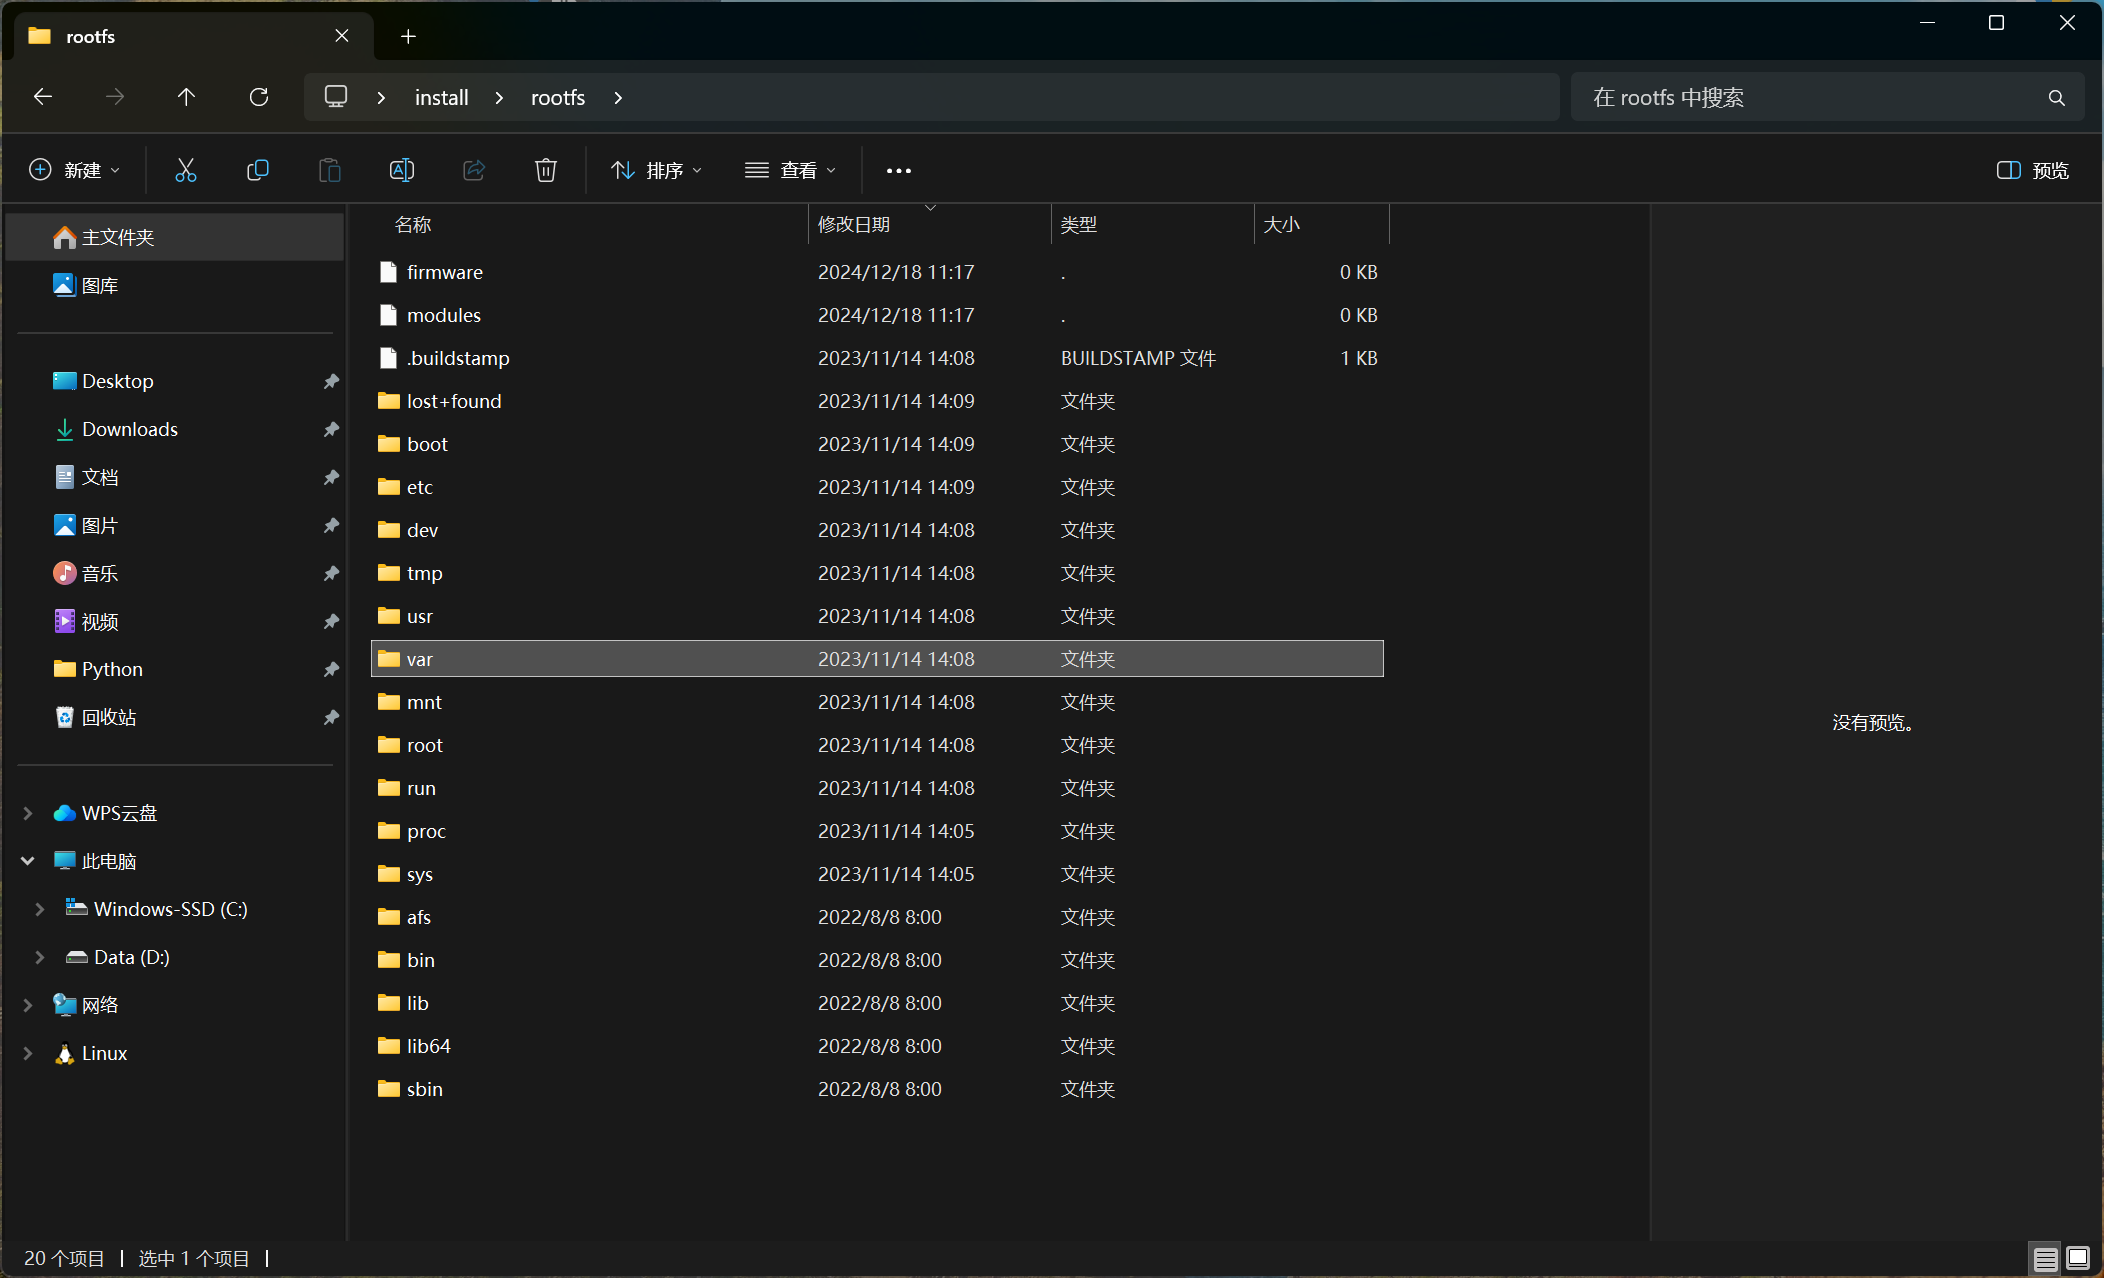 rootfs
install
rootfs
在 rootfs 中搜索
新建
排序
查看
预览
主文件夹
图库
Desktop
Downloads
文档
图片
音乐
视频
Python
回收站
WPS云盘
此电脑
Windows-SSD (C:)
Data (D:)
网络
Linux
名称 修改日期 类型 大小
firmware 2024/12/18 11:17 . 0 KB
modules 2024/12/18 11:17 . 0 KB
.buildstamp 2023/11/14 14:08 BUILDSTAMP 文件 1 KB
lost+found 2023/11/14 14:09 文件夹
boot 2023/11/14 14:09 文件夹
etc 2023/11/14 14:09 文件夹
dev 2023/11/14 14:08 文件夹
tmp 2023/11/14 14:08 文件夹
usr 2023/11/14 14:08 文件夹
var 2023/11/14 14:08 文件夹
mnt 2023/11/14 14:08 文件夹
root 2023/11/14 14:08 文件夹
run 2023/11/14 14:08 文件夹
proc 2023/11/14 14:05 文件夹
sys 2023/11/14 14:05 文件夹
afs 2022/8/8 8:00 文件夹
bin 2022/8/8 8:00 文件夹
lib 2022/8/8 8:00 文件夹
lib64 2022/8/8 8:00 文件夹
sbin 2022/8/8 8:00 文件夹
没有预览。
20 个项目 | 选中 1 个项目 |